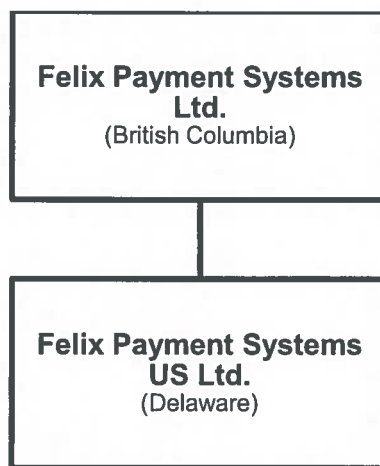 Felix Payment Systems
Ltd.
(British Columbia)
Felix Payment Systems
US Ltd.
(Delaware)